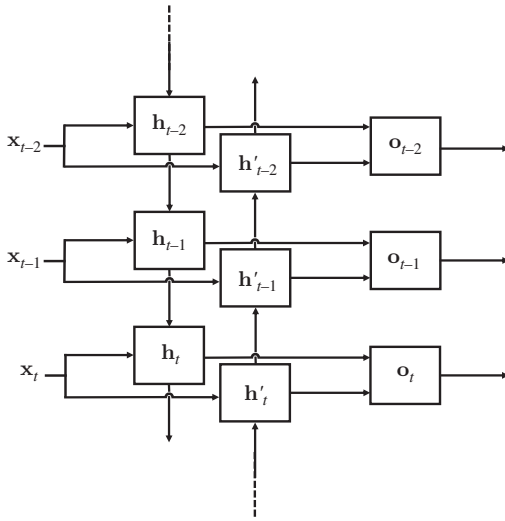 h_{t–2}
x_{t–2}
o_{t–2}
h'_{t–2}
h_{t–1}
x_{t–1}
o_{t–1}
h'_{t–1}
h_t
x_t
o_t
h'_t